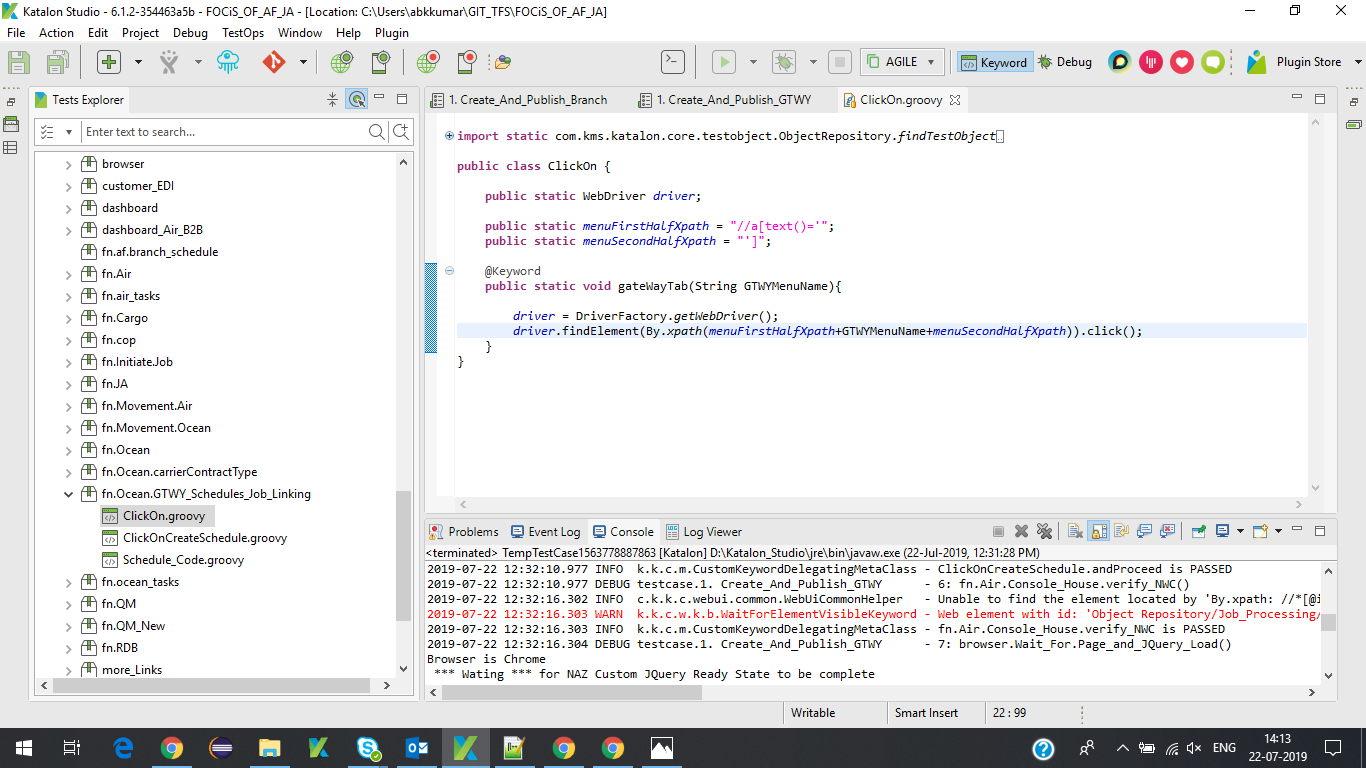 Katalon Studio - 6.1.2-354463a5b - FOCiS_OF_AF_JA - [Location: C:\Users\abkkumar\GIT_TFS\FOCiS_OF_AF_JA]
File Action Edit Project Debug TestOps Window Help Plugin
AGILE Keyword Debug Plugin Store
Tests Explorer
Enter text to search...
browser
customer_EDI
dashboard
dashboard_Air_B2B
fn.af.branch_schedule
fn.Air
fn.air_tasks
fn.Cargo
fn.cop
fn.Initiate.Job
fn.JA
fn.Movement.Air
fn.Movement.Ocean
fn.Ocean
fn.Ocean.carrierContractType
fn.Ocean.GTWY_Schedules_Job_Linking
ClickOn.groovy
ClickOnCreateSchedule.groovy
Schedule_Code.groovy
fn.ocean_tasks
fn.QM
fn.QM_New
fn.RDB
more_Links
1. Create_And_Publish_Branch 1. Create_And_Publish_GTWY ClickOn.groovy
import static com.kms.katalon.core.testobject.ObjectRepository.findTestObject
public class ClickOn {
public static WebDriver driver;
public static menuFirstHalfXpath = "//a[text()='";
public static menuSecondHalfXpath = "']";
@Keyword
public static void gateWayTab(String GTWYMenuName){
driver = DriverFactory.getWebDriver();
driver.findElement(By.xpath(menuFirstHalfXpath+GTWYMenuName+menuSecondHalfXpath)).click();
}
}
Problems Event Log Console Log Viewer
<terminated> TempTestCase1563778887863 [Katalon] D:\Katalon_Studio\jre\bin\javaw.exe (22-Jul-2019, 12:31:28 PM)
2019-07-22 12:32:10.977 INFO k.k.c.m.CustomKeywordDelegatingMetaClass - ClickOnCreateSchedule.andProceed is PASSED
2019-07-22 12:32:10.977 DEBUG testcase.1. Create_And_Publish_GTWY - 6: fn.Air.Console_House.verify_NWC()
2019-07-22 12:32:16.302 INFO k.k.c.webui.common.WebUiCommonHelper - Unable to find the element located by 'By.xpath: //*[@i
2019-07-22 12:32:16.303 WARN k.k.c.w.k.b.WaitForElementVisibleKeyword - Web element with id: 'Object Repository/Job_Processing/
2019-07-22 12:32:16.303 INFO k.k.c.m.CustomKeywordDelegatingMetaClass - fn.Air.Console_House.verify_NWC is PASSED
2019-07-22 12:32:16.304 DEBUG testcase.1. Create_And_Publish_GTWY - 7: browser.Wait_For.Page_and_JQuery_Load()
Browser is Chrome
*** Wating *** for NAZ Custom JQuery Ready State to be complete
Writable Smart Insert 22 : 99
ENG 14:13
22-07-2019